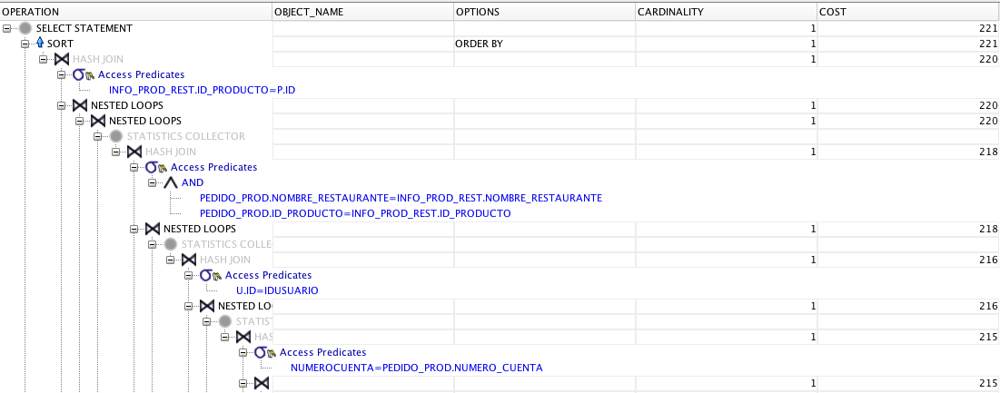 OPERATION OBJECT_NAME OPTIONS CARDINALITY COST
SELECT STATEMENT 1 221
SORT ORDER BY 1 221
HASH JOIN 1 220
Access Predicates
INFO_PROD_REST.ID_PRODUCTO=P.ID
NESTED LOOPS 1 220
NESTED LOOPS 1 220
STATISTICS COLLECTOR
HASH JOIN 1 218
Access Predicates
AND
PEDIDO_PROD.NOMBRE_RESTAURANTE=INFO_PROD_REST.NOMBRE_RESTAURANTE
PEDIDO_PROD.ID_PRODUCTO=INFO_PROD_REST.ID_PRODUCTO
NESTED LOOPS 1 218
STATISTICS COLLE
HASH JOIN 1 216
Access Predicates
U.ID=IDUSUARIO
NESTED LO 1 216
STATIST
HAS 1 215
Access Predicates
NUMEROCUENTA=PEDIDO_PROD.NUMERO_CUENTA
1 215